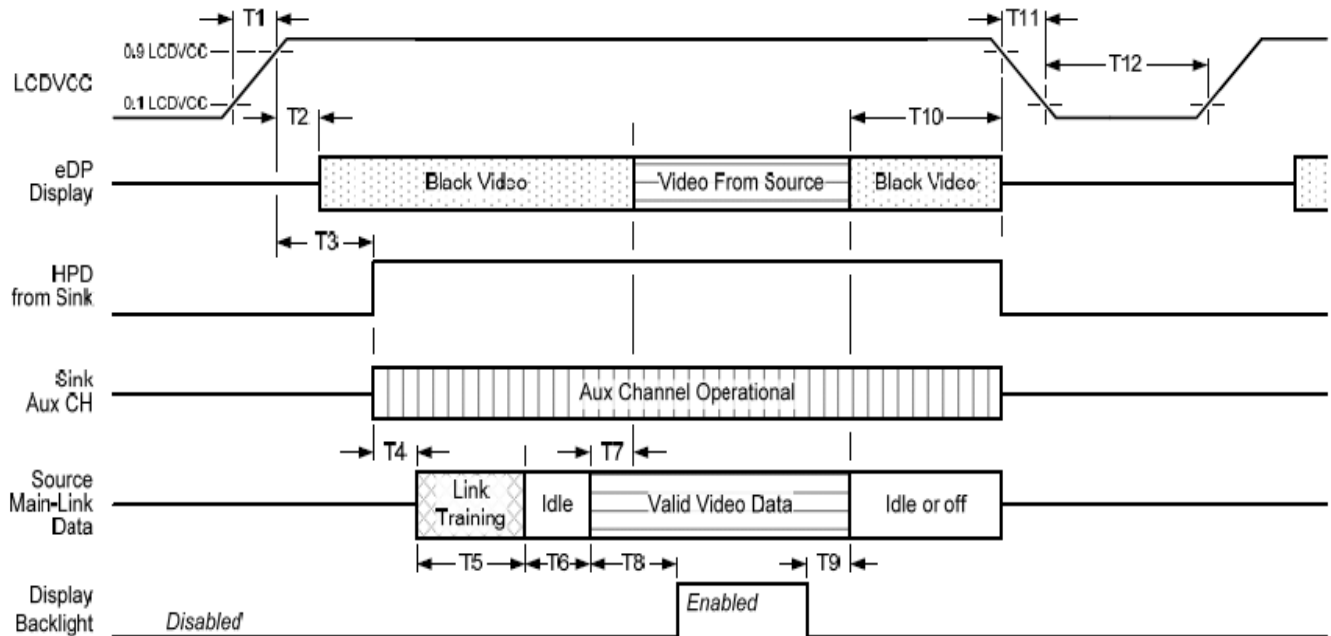 T1
T11
0.9 LCDVCC
LCDVCC
0.1 LCDVCC
T12
T2
T10
eDP
Display
Black Video
Video From Source
Black Video
T3
HPD
from Sink
Sink
Aux CH
Aux Channel Operational
T4
T7
Source
Main-Link
Data
Link
Training
Idle
Valid Video Data
Idle or off
T5
T6
T8
T9
Display
Backlight
Disabled
Enabled